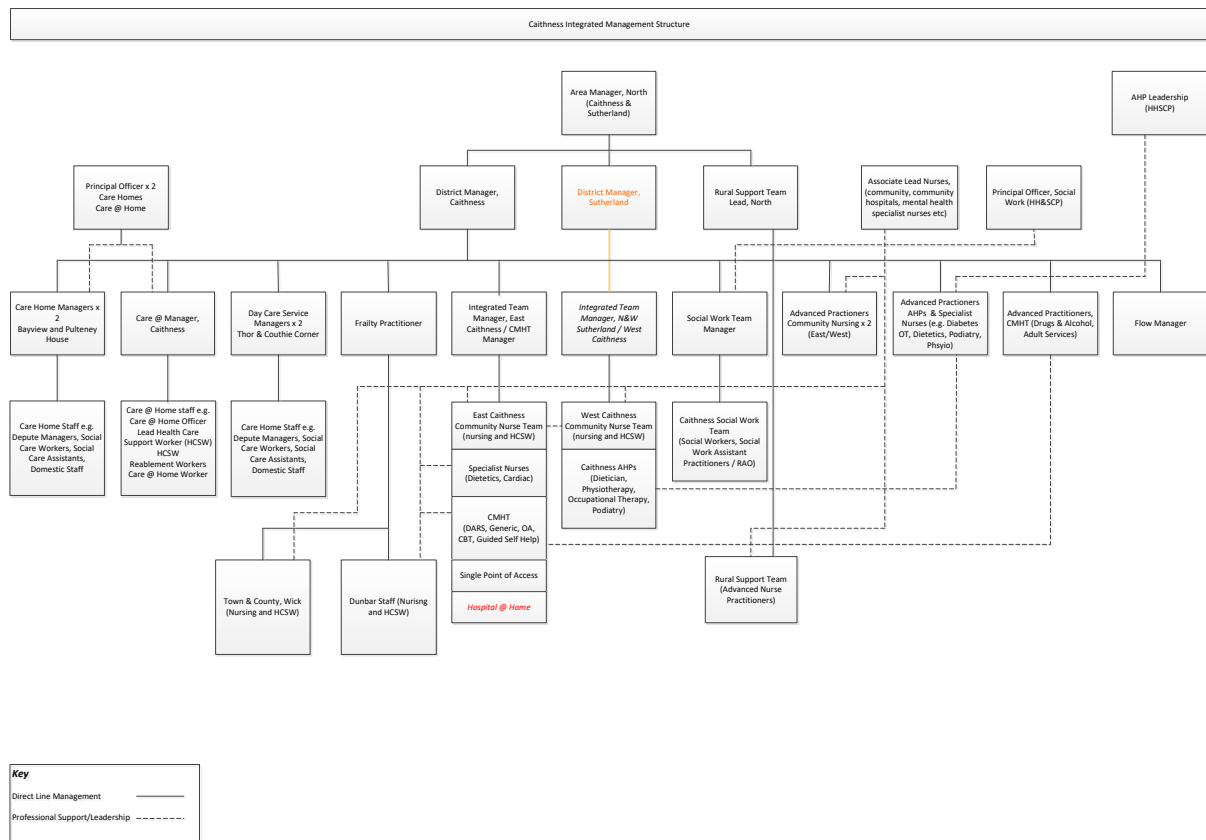 Caithness Integrated Management Structure
Area Manager, North
(Caithness &
Sutherland)
AHP Leadership
(HHSCP)
Principal Officer x 2
Care Homes
Care @ Home
District Manager,
Caithness
District Manager,
Sutherland
Rural Support Team
Lead, North
Associate Lead Nurses,
(community, community
hospitals, mental health
specialist nurses etc)
Principal Officer, Social
Work (HH&SCP)
Care Home Managers x
2
Bayview and Pulteney
House
Care @ Manager,
Caithness
Day Care Service
Managers x 2
Thor & Couthie Corner
Frailty Practitioner
Integrated Team
Manager, East
Caithness / CMHT
Manager
Integrated Team
Manager, N&W
Sutherland / West
Caithness
Social Work Team
Manager
Advanced Practioners
Community Nursing x 2
(East/West)
Advanced Practioners
AHPs & Specialist
Nurses (e.g. Diabetes
OT, Dietetics, Podiatry,
Phsyio)
Advanced Practioners,
CMHT (Drugs & Alcohol,
Adult Services)
Flow Manager
Care Home Staff e.g.
Depute Managers, Social
Care Workers, Social
Care Assistants,
Domestic Staff
Care @ Home staff e.g.
Care @ Home Officer
Lead Health Care
Support Worker (HCSW)
HCSW
Reablement Workers
Care @ Home Worker
Care Home Staff e.g.
Depute Managers, Social
Care Workers, Social
Care Assistants,
Domestic Staff
East Caithness
Community Nurse Team
(nursing and HCSW)
Specialist Nurses
(Dietetics, Cardiac)
CMHT
(DARS, Generic, OA,
CBT, Guided Self Help)
Single Point of Access
Hospital @ Home
West Caithness
Community Nurse Team
(nursing and HCSW)
Caithness AHPs
(Dietician,
Physiotherapy,
Occupational Therapy,
Podiatry)
Caithness Social Work
Team
(Social Workers, Social
Work Assistant
Practitioners / RAO)
Town & County, Wick
(Nursing and HCSW)
Dunbar Staff (Nurisng
and HCSW)
Rural Support Team
(Advanced Nurse
Practitioners)
Key
Direct Line Management
Professional Support/Leadership